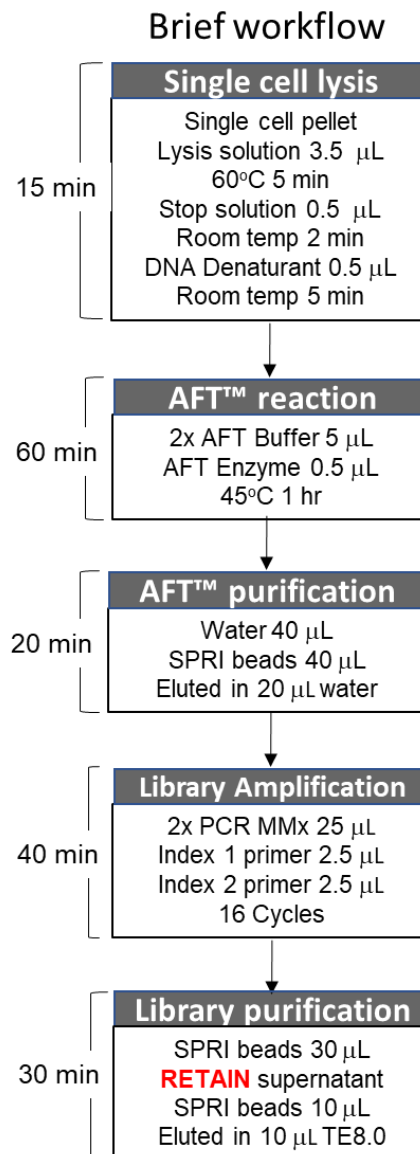 Brief workflow
Single cell lysis
15 min
Single cell pellet
Lysis solution 3.5 μL
60°C 5 min
Stop solution 0.5 μL
Room temp 2 min
DNA Denaturant 0.5 μL
Room temp 5 min
AFT™ reaction
60 min
2x AFT Buffer 5 μL
AFT Enzyme 0.5 μL
45°C 1 hr
AFT™ purification
20 min
Water 40 μL
SPRI beads 40 μL
Eluted in 20 μL water
Library Amplification
40 min
2x PCR MMx 25 μL
Index 1 primer 2.5 μL
Index 2 primer 2.5 μL
16 Cycles
Library purification
30 min
SPRI beads 30 μL
RETAIN supernatant
SPRI beads 10 μL
Eluted in 10 μL TE8.0